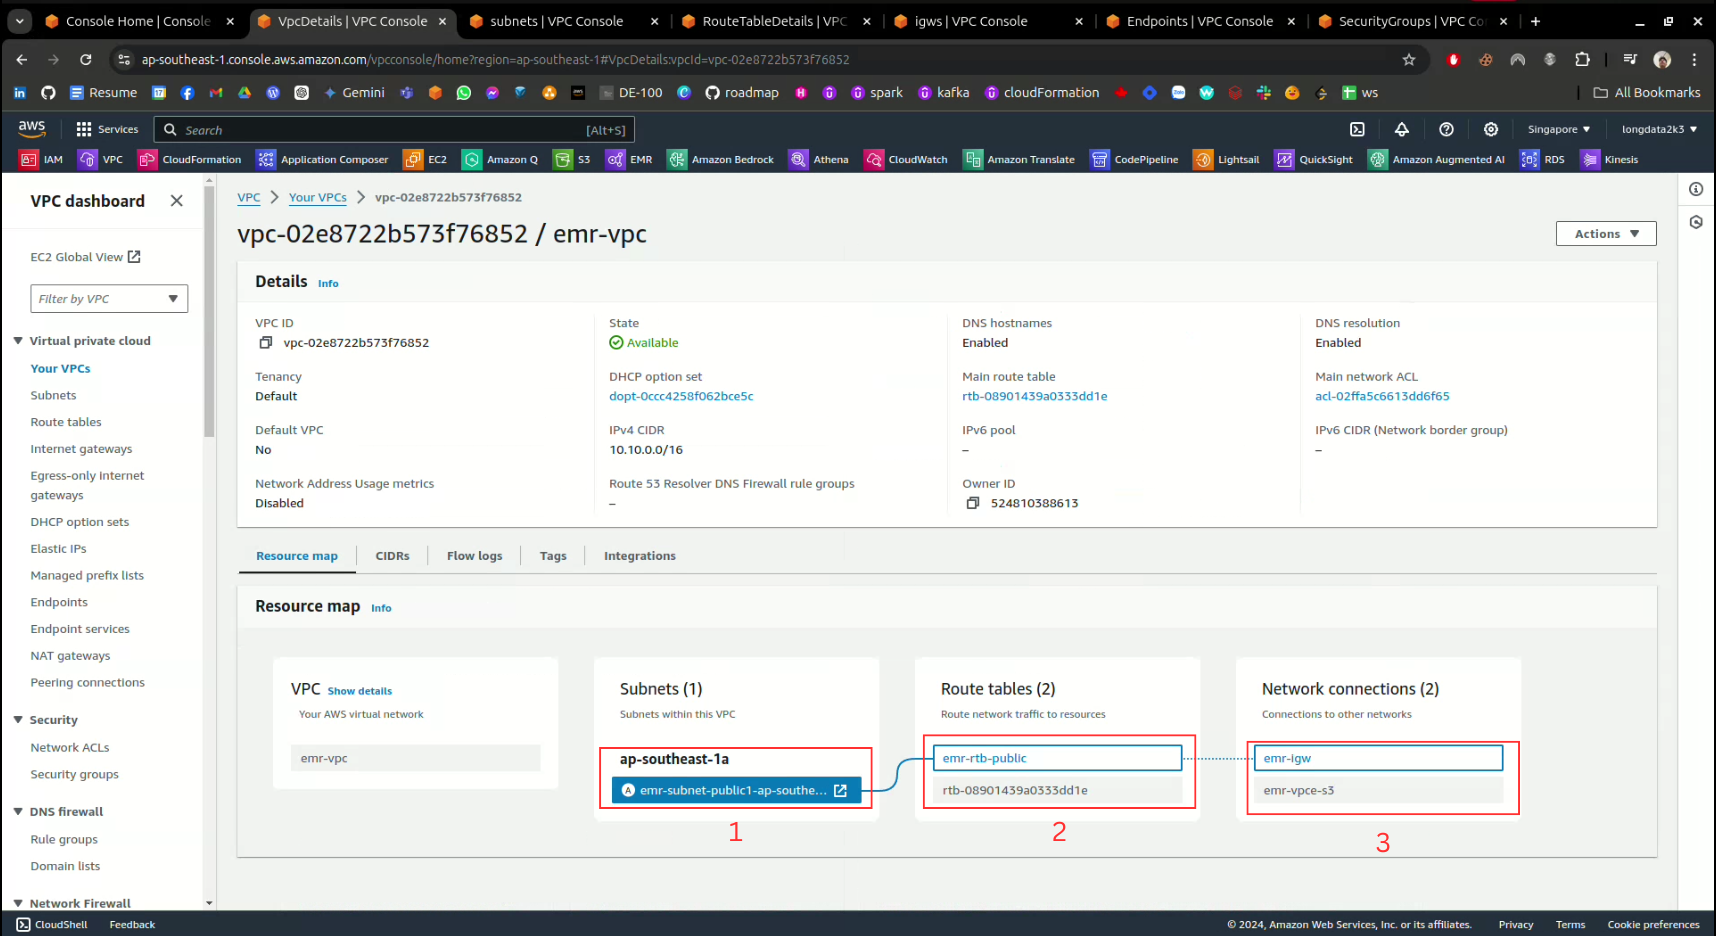 Console Home | Console
VpcDetails | VPC Console
subnets | VPC Console
RouteTableDetails | VPC
igws | VPC Console
Endpoints | VPC Console
SecurityGroups | VPC Co
ap-southeast-1.console.aws.amazon.com/vpcconsole/home?region=ap-southeast-1#VpcDetails:vpcId=vpc-02e8722b573f76852
Resume
Gemini
DE-100
roadmap
spark
kafka
cloudFormation
ws
All Bookmarks
aws
Services
Search
[Alt+S]
Singapore
longdata2k3
IAM
VPC
CloudFormation
Application Composer
EC2
Amazon Q
S3
EMR
Amazon Bedrock
Athena
CloudWatch
Amazon Translate
CodePipeline
Lightsail
QuickSight
Amazon Augmented AI
RDS
Kinesis
VPC dashboard
EC2 Global View
Filter by VPC
Virtual private cloud
Your VPCs
Subnets
Route tables
Internet gateways
Egress-only internet
gateways
DHCP option sets
Elastic IPs
Managed prefix lists
Endpoints
Endpoint services
NAT gateways
Peering connections
Security
Network ACLs
Security groups
DNS firewall
Rule groups
Domain lists
Network Firewall
VPC
Your VPCs
vpc-02e8722b573f76852
vpc-02e8722b573f76852 / emr-vpc
Actions
Details Info
VPC ID
vpc-02e8722b573f76852
State
Available
DNS hostnames
Enabled
DNS resolution
Enabled
Tenancy
Default
DHCP option set
dopt-0ccc4258f062bce5c
Main route table
rtb-08901439a0333dd1e
Main network ACL
acl-02ffa5c6613dd6f65
Default VPC
No
IPv4 CIDR
10.10.0.0/16
IPv6 pool
–
IPv6 CIDR (Network border group)
–
Network Address Usage metrics
Disabled
Route 53 Resolver DNS Firewall rule groups
–
Owner ID
524810388613
Resource map
CIDRs
Flow logs
Tags
Integrations
Resource map Info
VPC Show details
Your AWS virtual network
emr-vpc
Subnets (1)
Subnets within this VPC
ap-southeast-1a
A emr-subnet-public1-ap-southe...
1
Route tables (2)
Route network traffic to resources
emr-rtb-public
rtb-08901439a0333dd1e
2
Network connections (2)
Connections to other networks
emr-igw
emr-vpce-s3
3
CloudShell
Feedback
© 2024, Amazon Web Services, Inc. or its affiliates.
Privacy
Terms
Cookie preferences